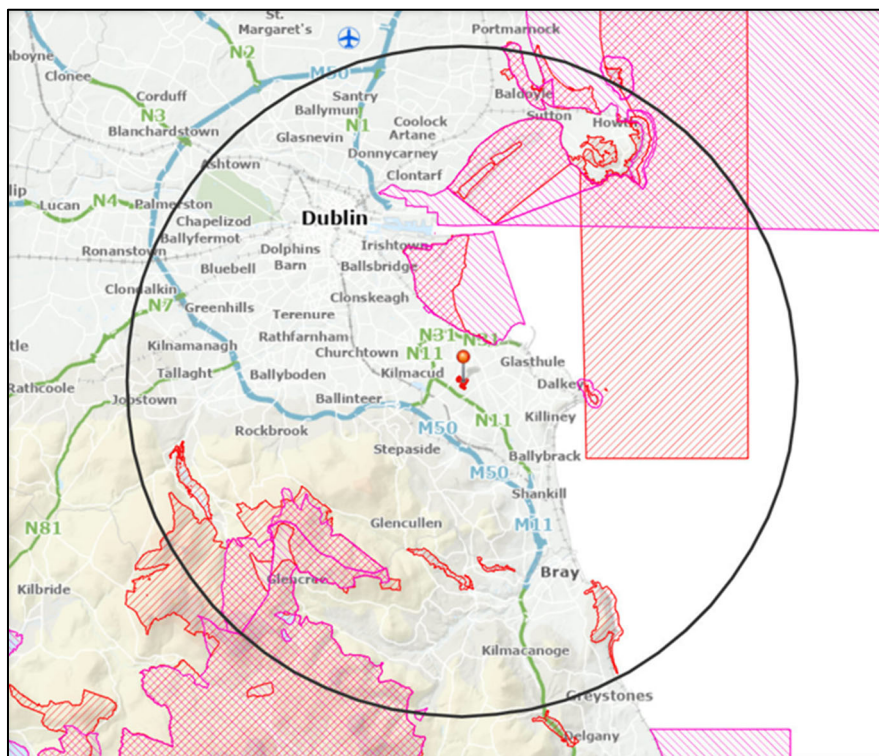 St.
Margaret's
Portmarnock
N2
Clonee
M50
Corduff
Santry
Baldoyle
N3
Ballymun
Coolock
Sutton
Howth
Blanchardstown
Glasnevin
N1
Artane
Donnycarney
Ashtown
Clontarf
Lucan
N4
Palmerston
Chapelizod
Dublin
Ballyfermot
Ronanstown
Dolphins
Barn
Irishtown
Bluebell
Ballsbridge
Clondalkin
Clonskeagh
N7
Greenhills
Terenure
Rathfarnham
N31
N31
Kilnamanagh
Churchtown
N11
Glasthule
Rathcoole
Tallaght
Ballyboden
Kilmacud
Dalkey
Jobstown
Ballinteer
N11
Killiney
Rockbrook
M50
Stepaside
Ballybrack
M50
Shankill
N81
Glencullen
M11
Kilbride
Bray
Kilmacanoge
Greystones
Delgany